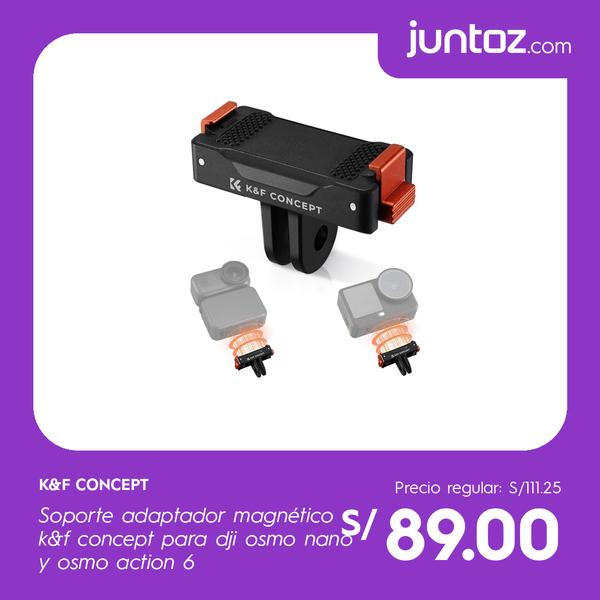 juntoz.com
K&F CONCEPT
K&F CONCEPT
Precio regular: S/111.25
Soporte adaptador magnético
k&f concept para dji osmo nano
y osmo action 6
S/ 89.00